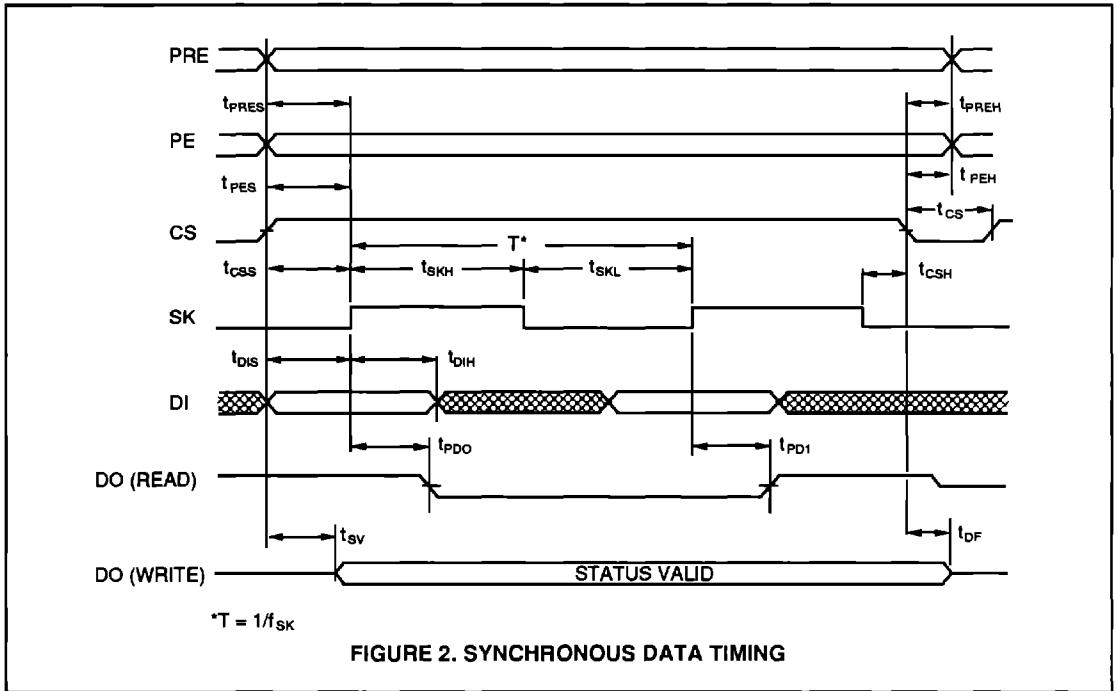 PRE
tPRES tPREH
PE
tPES tPEH
CS tCS
T*
tCSS tSKH tSKL tCSH
SK
tDIS tDIH
DI
tPD0 tPD1
DO (READ)
tSV tDF
DO (WRITE) STATUS VALID
*T = 1/fSK
FIGURE 2. SYNCHRONOUS DATA TIMING